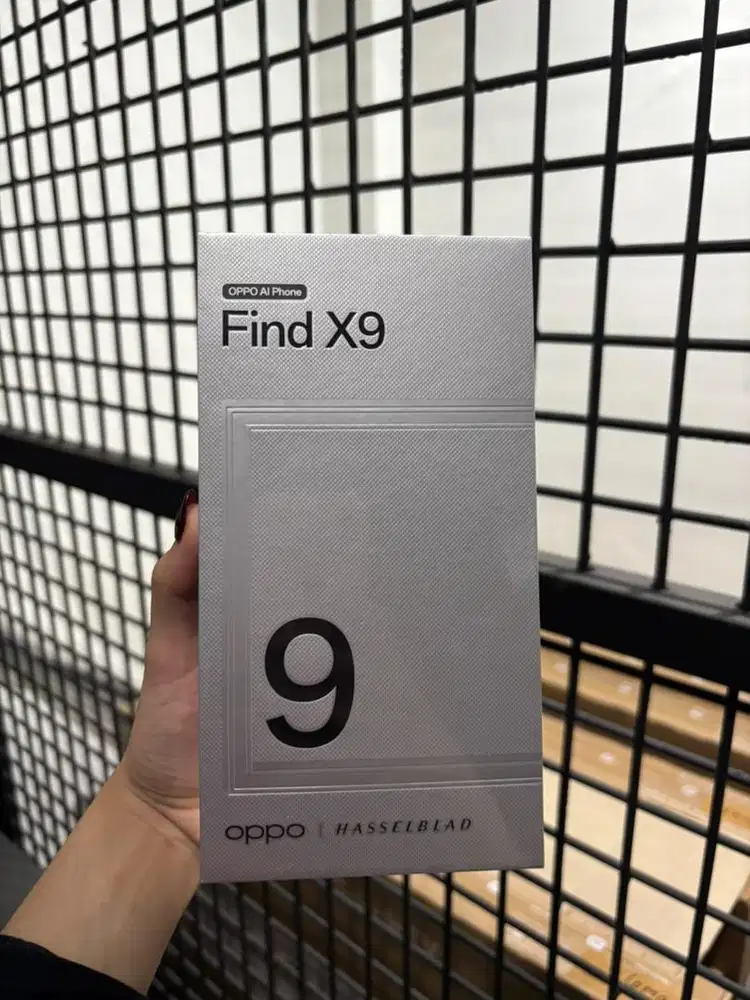 OPPO AI Phone
Find X9
9
oppo | HASSELBLAD